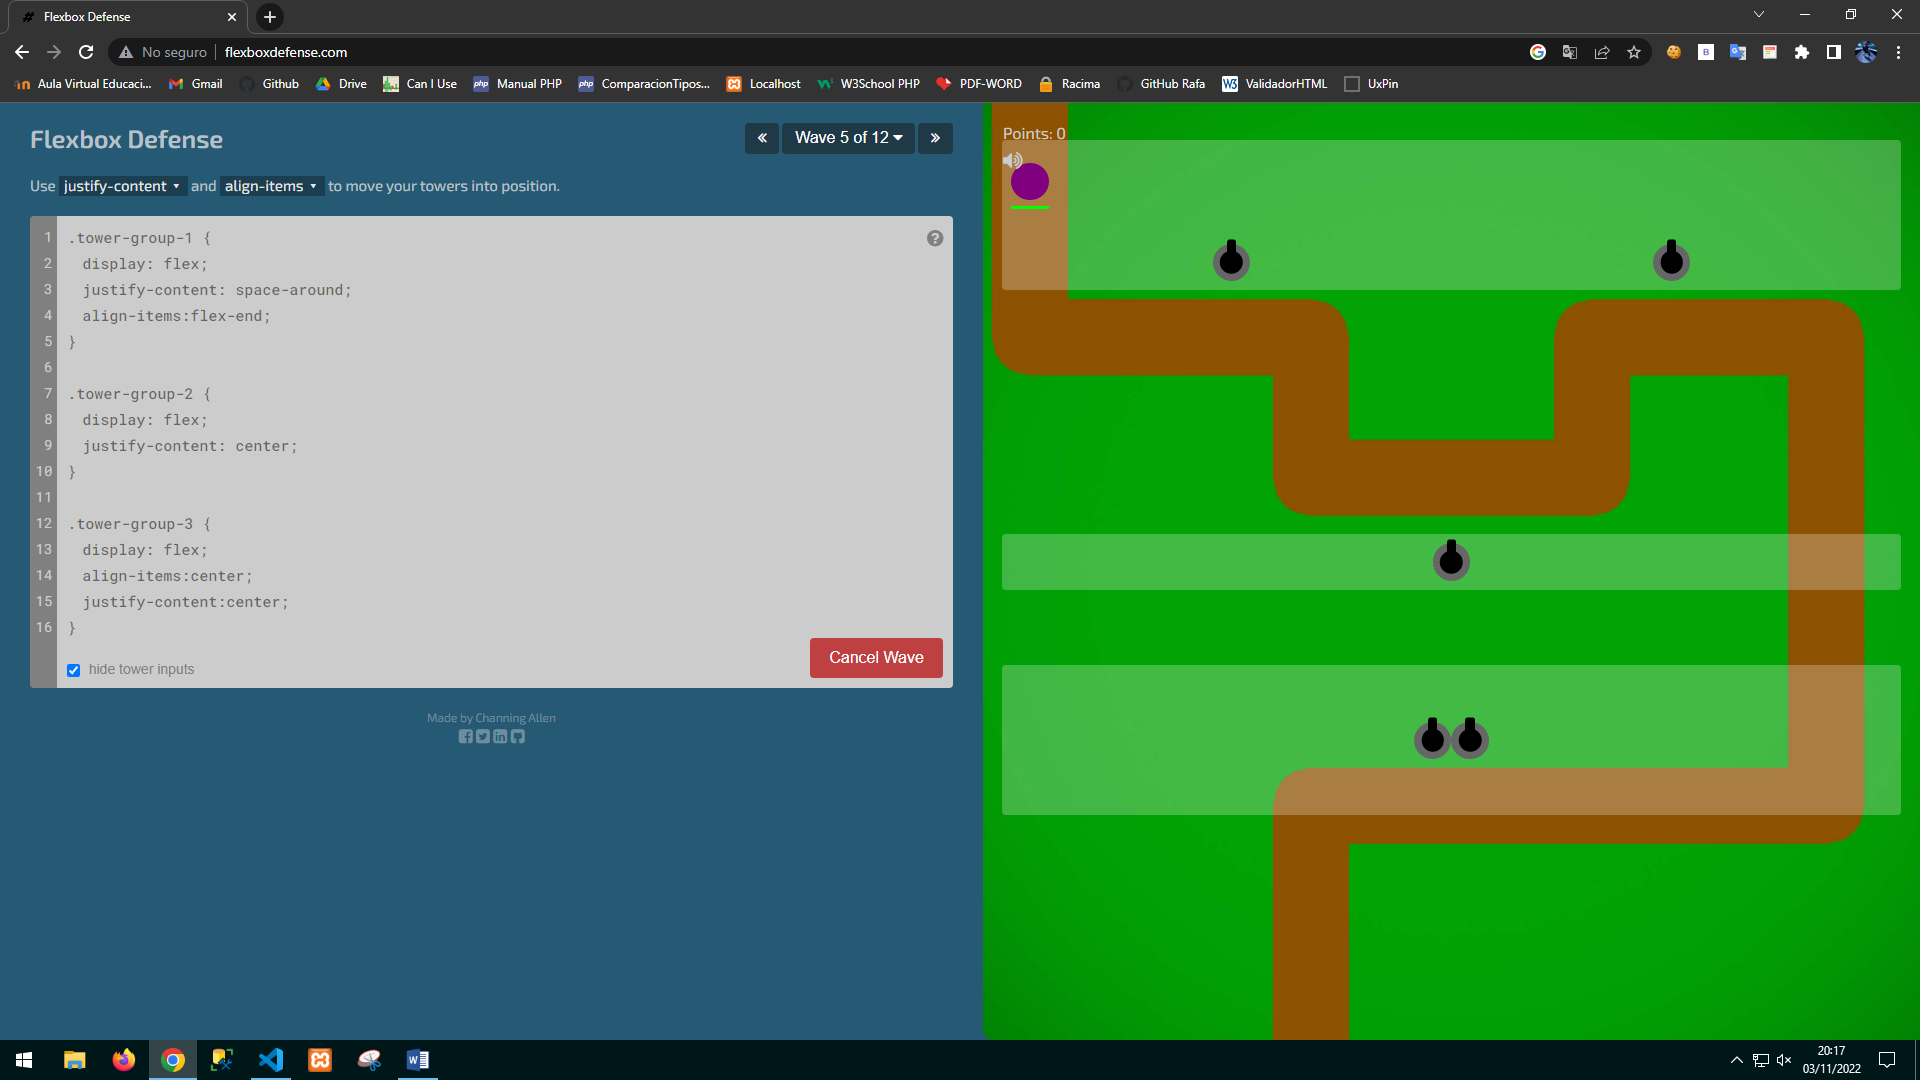 Flexbox Defense
No seguro flexboxdefense.com
Aula Virtual Educaci... Gmail Github Drive Can I Use Manual PHP ComparacionTipos... Localhost W3School PHP PDF-WORD Racima GitHub Rafa ValidadorHTML UxPin
Flexbox Defense
« Wave 5 of 12 »
Use justify-content and align-items to move your towers into position.
1 .tower-group-1 {
2 display: flex;
3 justify-content: space-around;
4 align-items:flex-end;
5 }
6
7 .tower-group-2 {
8 display: flex;
9 justify-content: center;
10 }
11
12 .tower-group-3 {
13 display: flex;
14 align-items:center;
15 justify-content:center;
16 }
hide tower inputs
Cancel Wave
Made by Channing Allen
Points: 0
20:17
03/11/2022